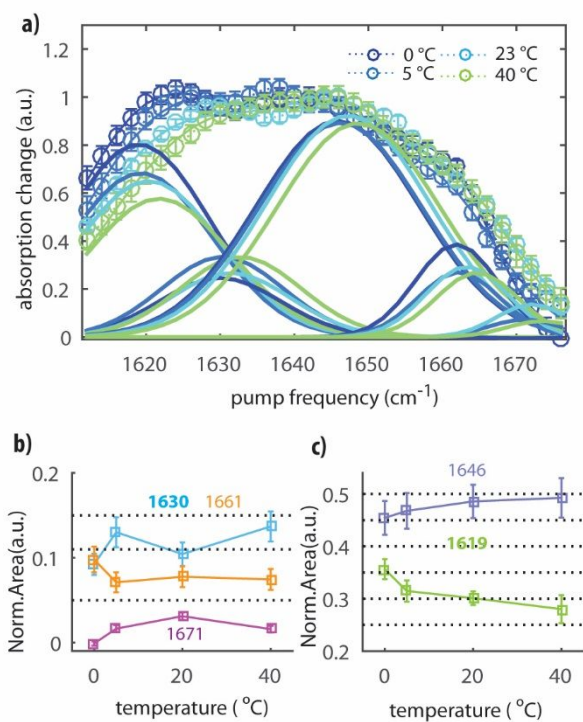 a)
0 °C 23 °C
5 °C 40 °C
absorption change (a.u.)
1.2
1
0.8
0.6
0.4
0.2
0
1620 1630 1640 1650 1660 1670
pump frequency (cm-1)
b)
Norm.Area(a.u.)
0.2
0.1
0
1630 1661
1671
0 20 40
temperature ( °C)
c)
Norm.Area(a.u.)
0.5
0.4
0.3
0.2
1646
1619
0 20 40
temperature ( °C)